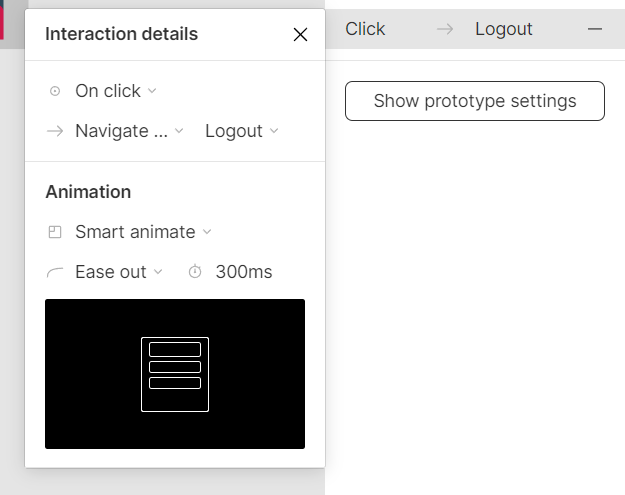 Interaction details
Click
Logout
On click
Navigate ...
Logout
Show prototype settings
Animation
Smart animate
Ease out
300ms